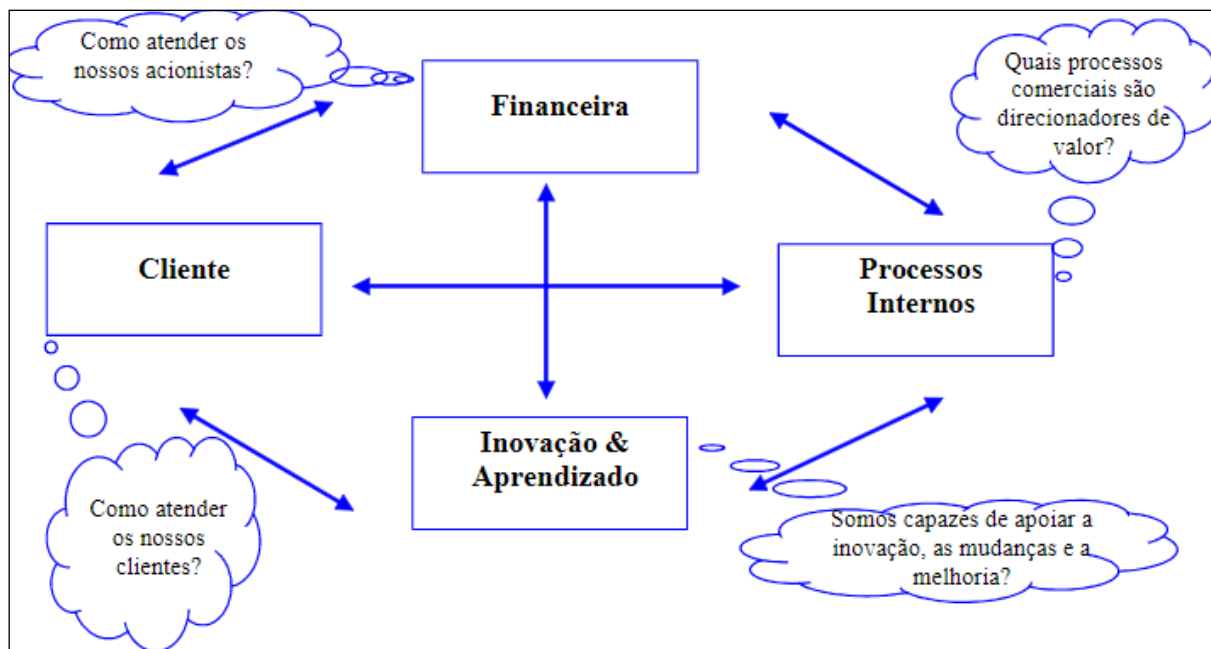 Como atender os
nossos acionistas?
Financeira
Quais processos
comerciais são
direcionadores de
valor?
Cliente
Processos
Internos
Inovação &
Aprendizado
Como atender
os nossos
clientes?
Somos capazes de apoiar a
inovação, as mudanças e a
melhoria?